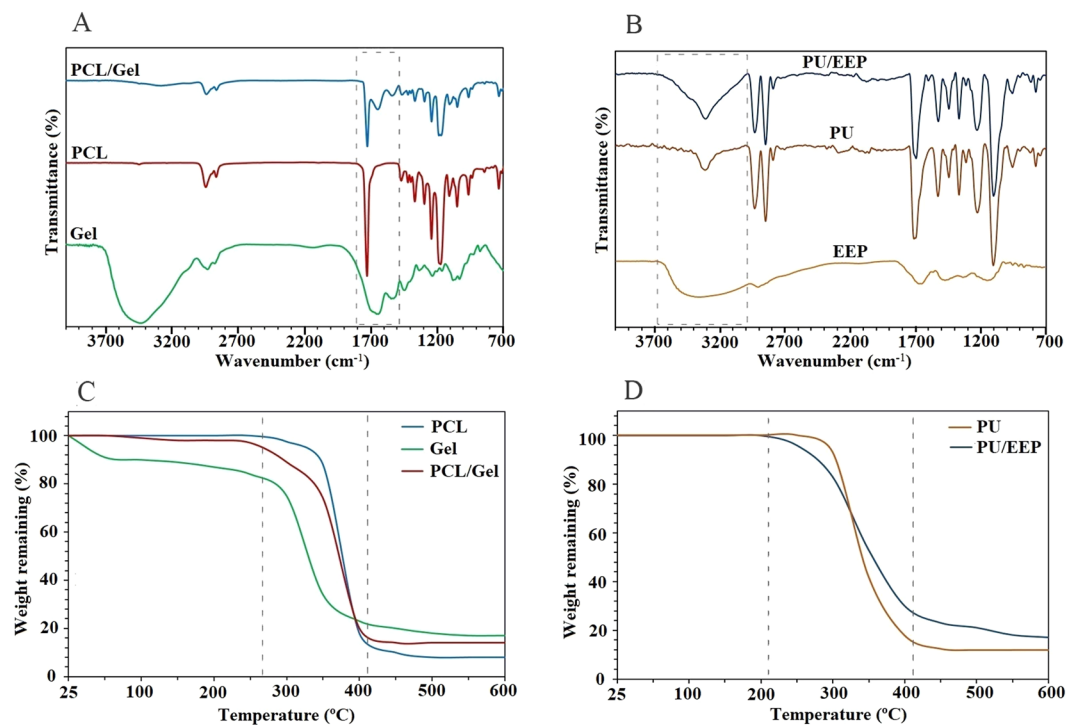 A
PCL/Gel
PCL
Gel
Transmittance (%)
3700 3200 2700 2200 1700 1200 700
Wavenumber (cm-1)
B
PU/EEP
PU
EEP
Transmittance (%)
3700 3200 2700 2200 1700 1200 700
Wavenumber (cm-1)
C
PCL
Gel
PCL/Gel
Weight remaining (%)
100
80
60
40
20
0
25 100 200 300 400 500 600
Temperature (ºC)
D
PU
PU/EEP
Weight remaining (%)
100
80
60
40
20
0
25 100 200 300 400 500 600
Temperature (ºC)